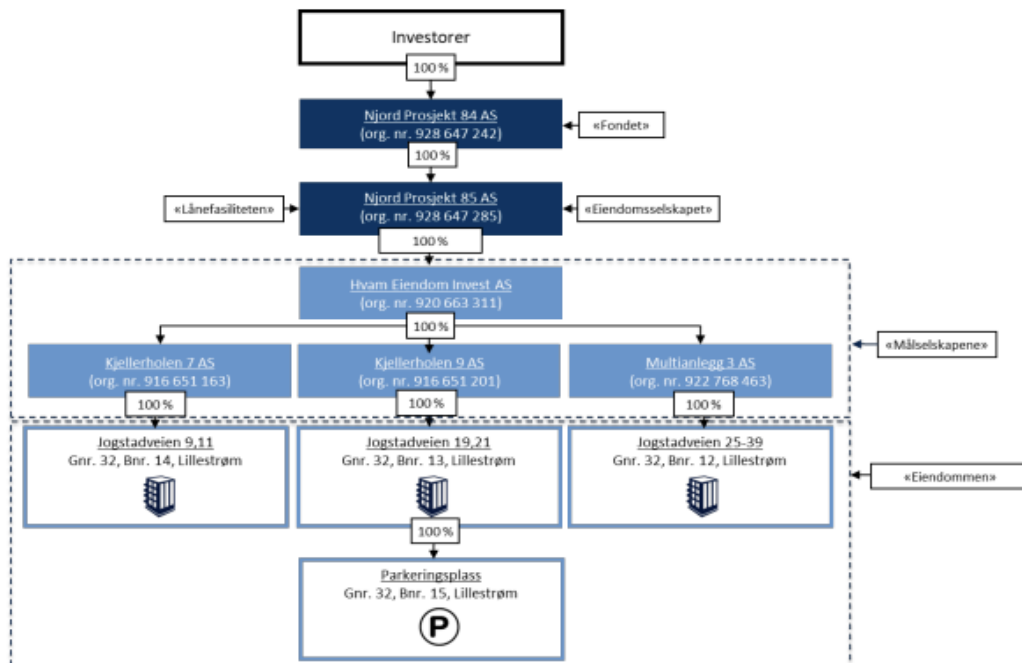 Investorer
100 %
Njord Prosjekt 84 AS
(org. nr. 928 647 242)
«Fondet»
100 %
Njord Prosjekt 85 AS
(org. nr. 928 647 285)
«Lånefasiliteten»
«Eiendomsselskapet»
100 %
Hvam Eiendom Invest AS
(org. nr. 920 663 311)
100 %
«Målselskapene»
Kjellerholen 7 AS
(org. nr. 916 651 163)
Kjellerholen 9 AS
(org. nr. 916 651 201)
Multianlegg 3 AS
(org. nr. 922 768 463)
100 %
100 %
100 %
Jogstadveien 9,11
Gnr. 32, Bnr. 14, Lillestrøm
Jogstadveien 19,21
Gnr. 32, Bnr. 13, Lillestrøm
Jogstadveien 25-39
Gnr. 32, Bnr. 12, Lillestrøm
«Eiendommen»
100 %
Parkeringsplass
Gnr. 32, Bnr. 15, Lillestrøm
P